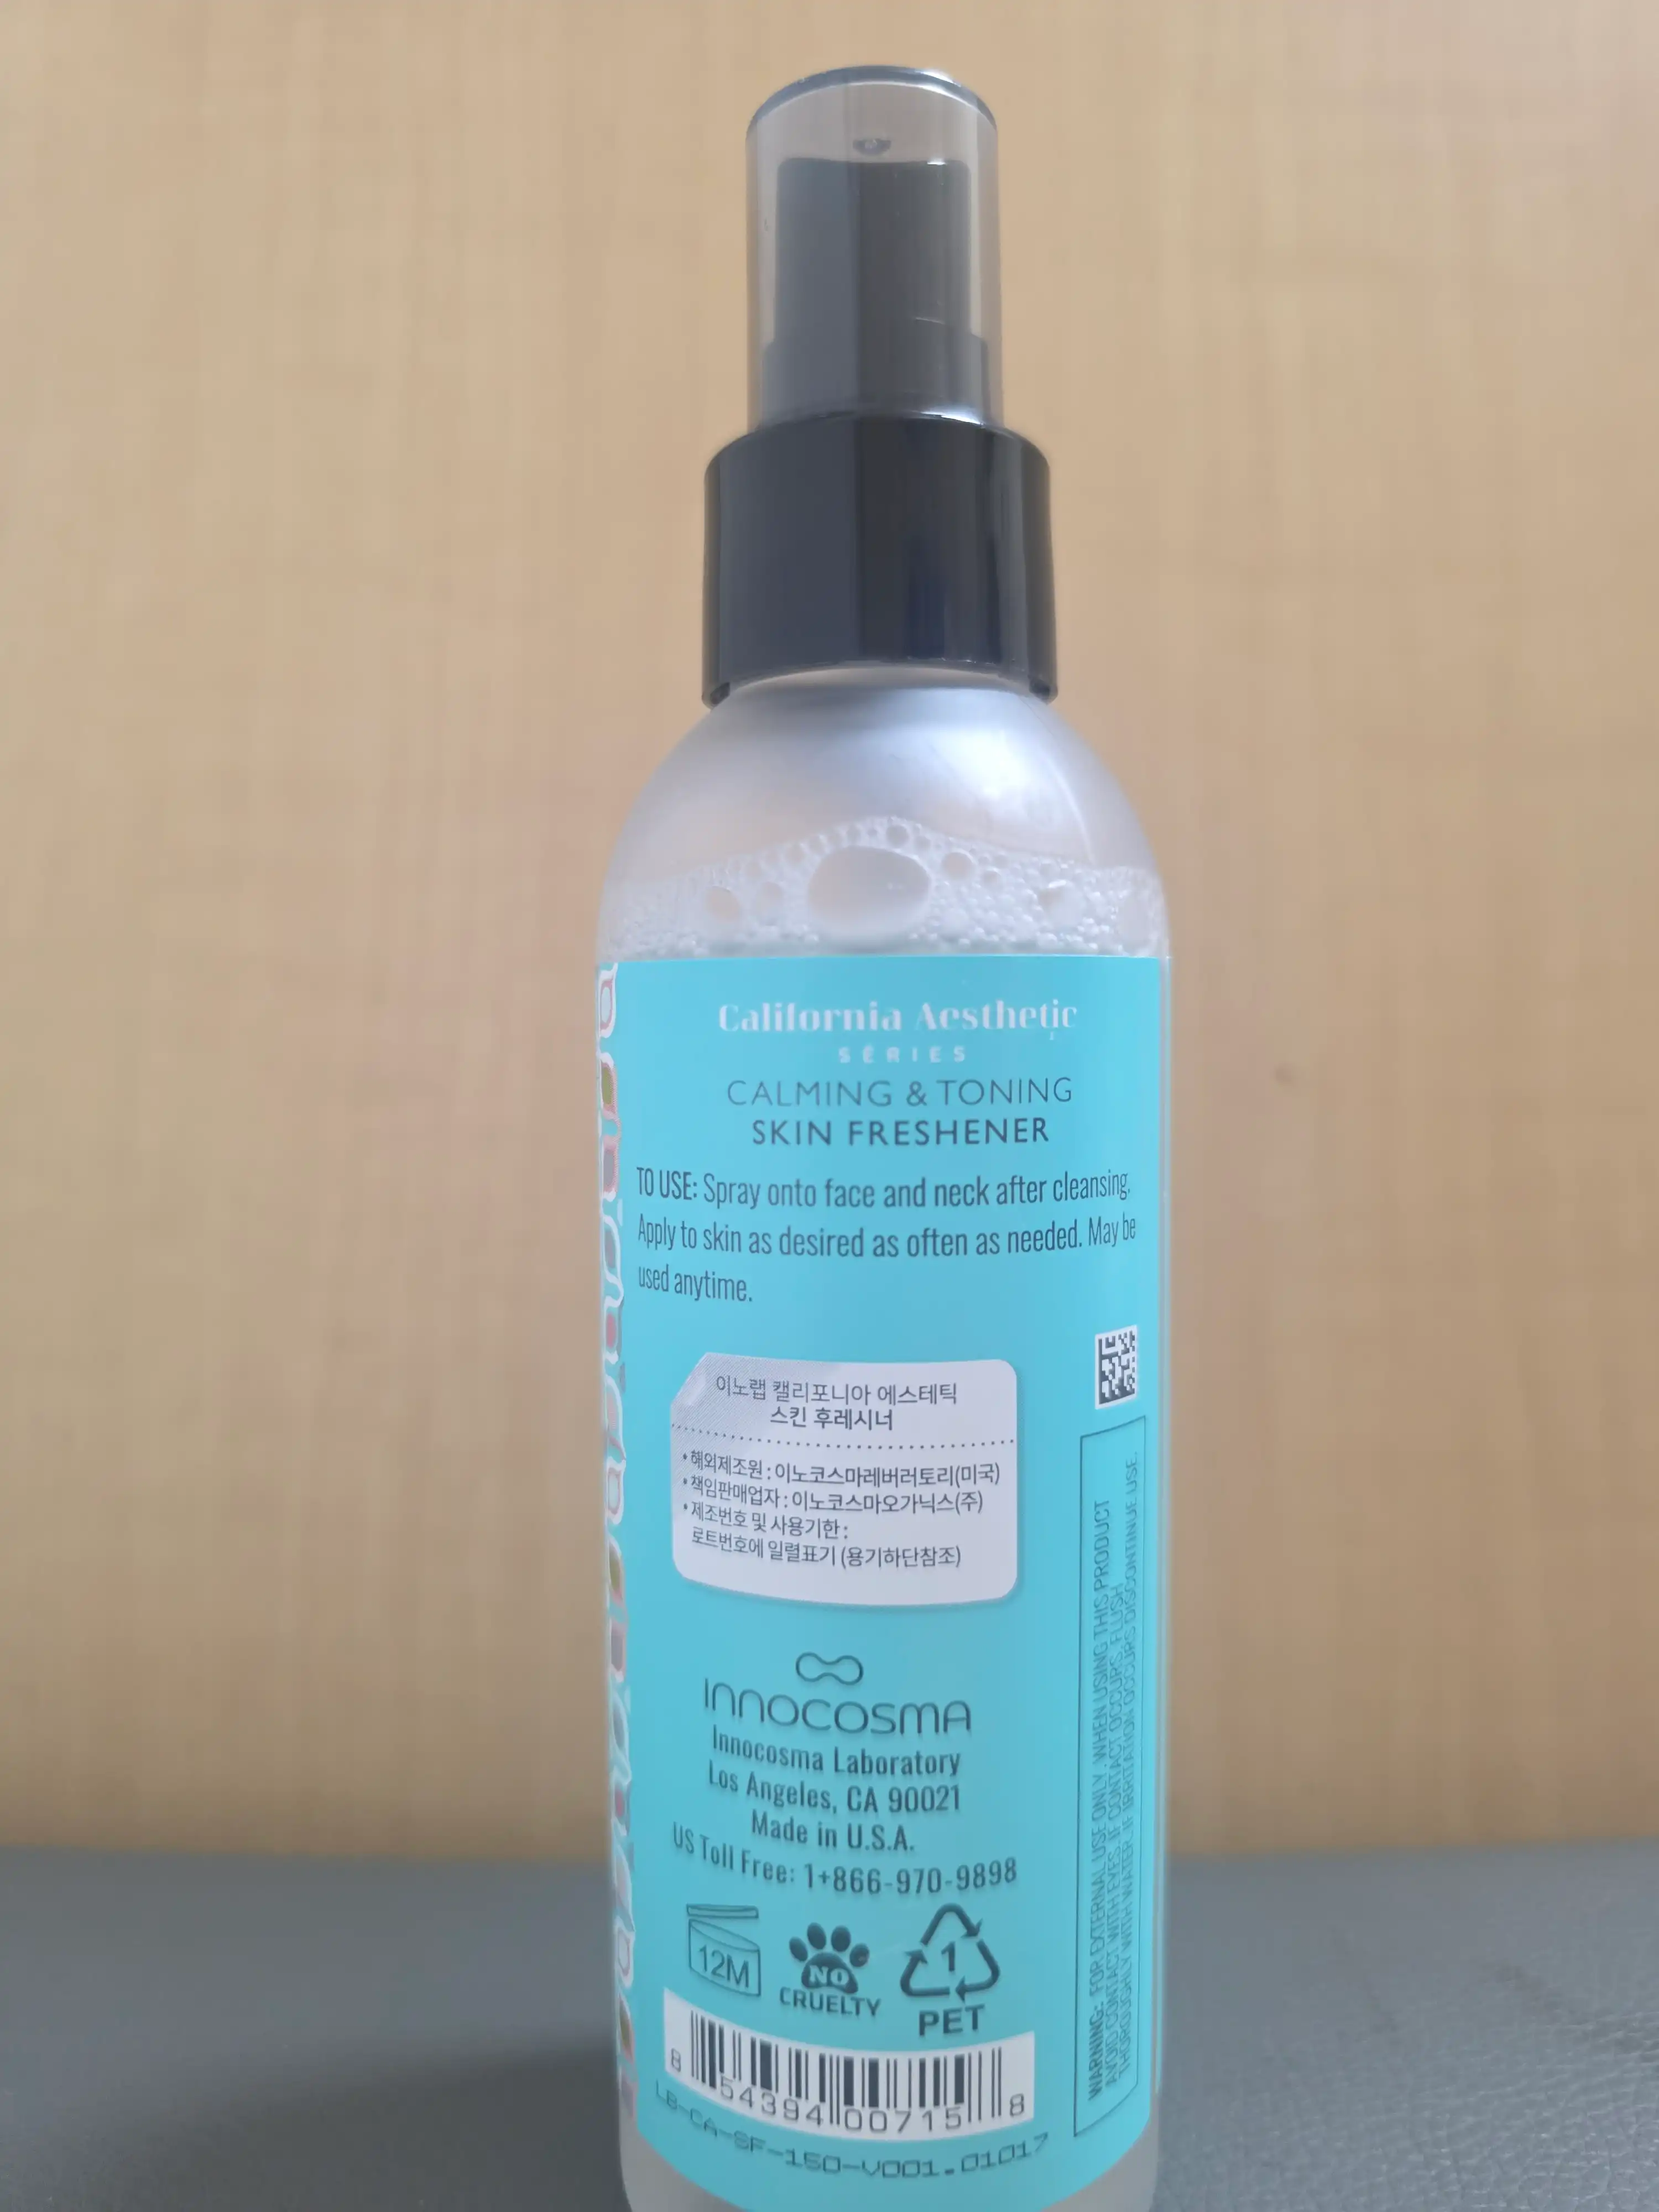 California Aesthetic
SERIES
CALMING & TONING
SKIN FRESHENER
TO USE: Spray onto face and neck after cleansing.
Apply to skin as desired as often as needed. May be
used anytime.
이노랩 캘리포니아 에스테틱
스킨 후레시너
• 해외제조원 : 이노코스마레버러토리(미국)
• 책임판매업자 : 이노코스마오가닉스(주)
• 제조번호 및 사용기한 :
로트번호에 일렬표기 (용기하단참조)
INNOCOSMA
Innocosma Laboratory
Los Angeles, CA 90021
Made in U.S.A.
US Toll Free: 1+866-970-9898
12M
NO
CRUELTY
1
PET
8 54394 00715 8
LB-CA-SF-150-V001.01017
WARNING: FOR EXTERNAL USE ONLY. WHEN USING THIS PRODUCT
AVOID CONTACT WITH EYES. IF CONTACT OCCURS, FLUSH
THOROUGHLY WITH WATER. IF IRRITATION OCCURS DISCONTINUE USE.